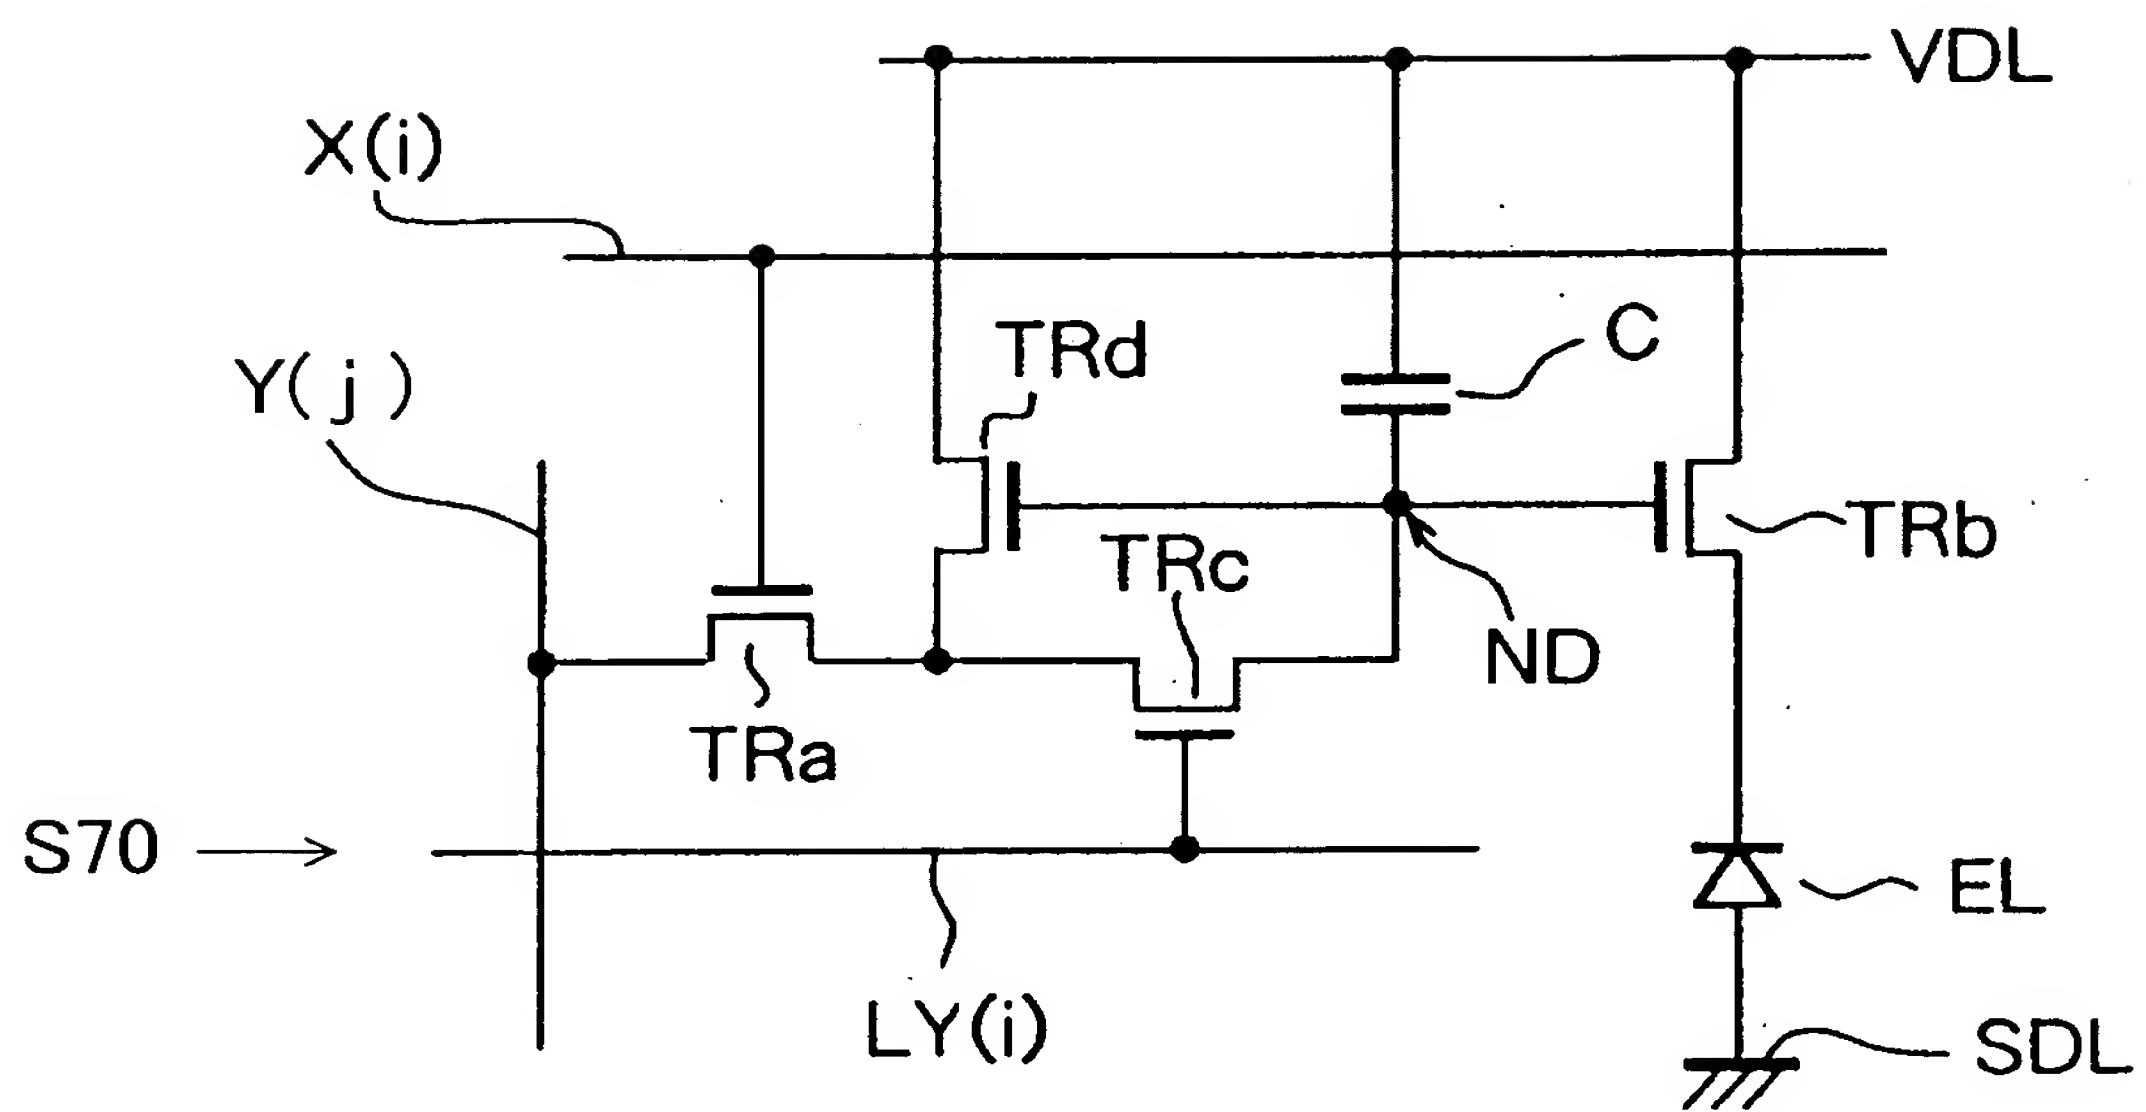 VDL
X(i)
C
TRd
Y(j)
TRb
TRc
ND
TRa
S70
EL
LY(i)
SDL